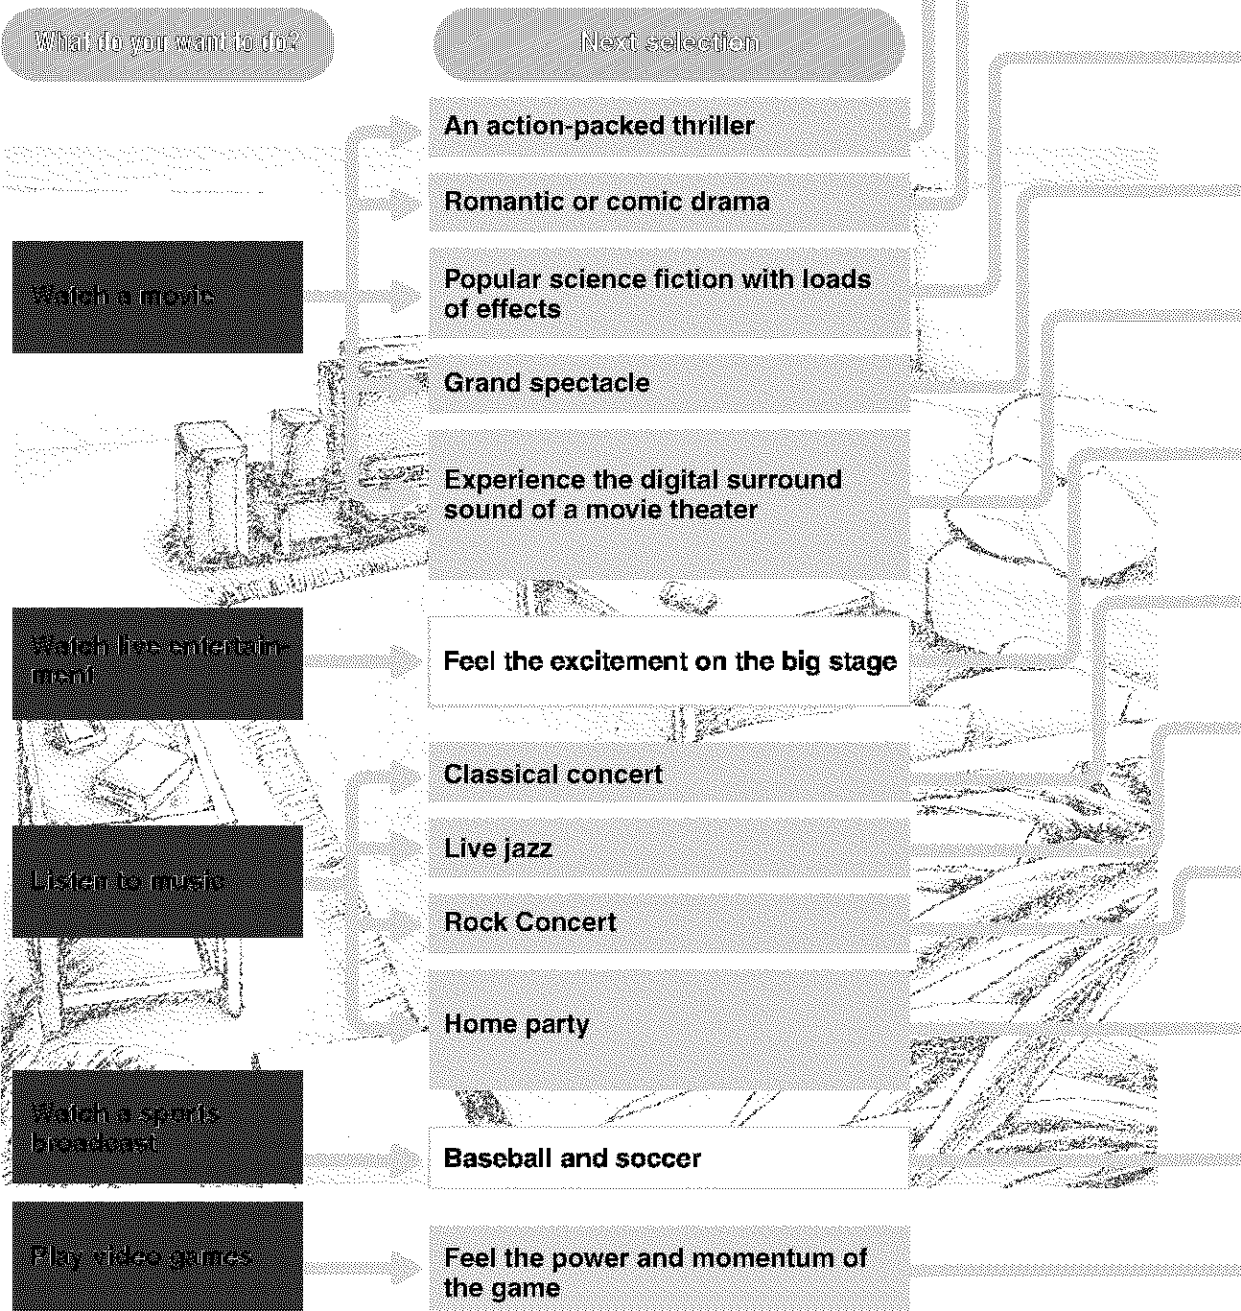 What do you want to do?
Next selection
An action-packed thriller
Romantic or comic drama
Watch a movie
Popular science fiction with loads
of effects
Grand spectacle
Experience the digital surround
sound of a movie theater
Watch live entertain-
ment
Feel the excitement on the big stage
Classical concert
Live jazz
Listen to music
Rock Concert
Home party
Watch a sports
broadcast
Baseball and soccer
Play video games
Feel the power and momentum of
the game